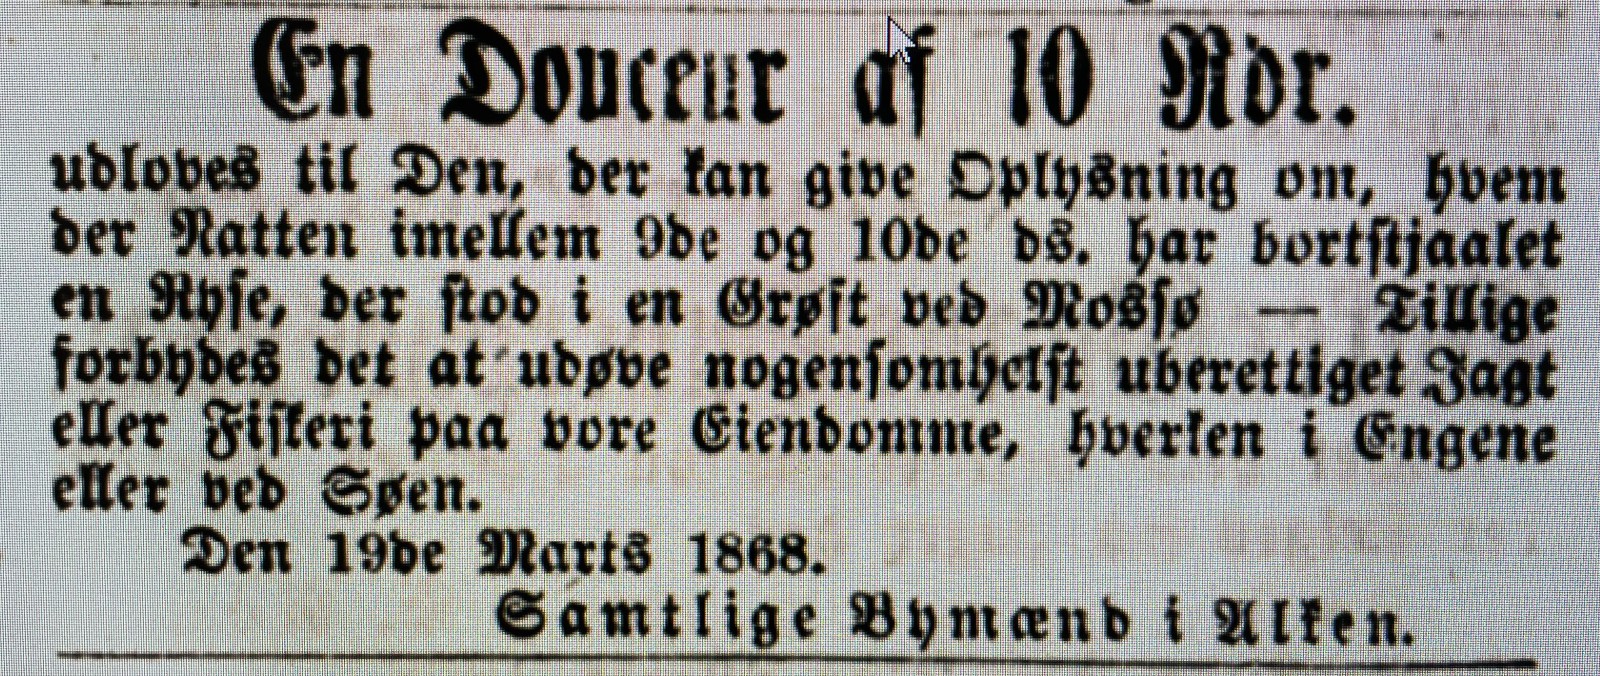 En Douceur af 10 Rdr.
udloves til Den, der kan give Oplysning om, hvem
der Natten imellem 9de og 10de ds. har bortstjaalet
en Ryse, der stod i en Grøft ved Mossø — Tillige
forbydes det at udøve nogensomhelst uberettiget Jagt
eller Fiskeri paa vore Eiendomme, hverken i Engene
eller ved Søen.
Den 19de Marts 1868.
Samtlige Bymænd i Alken.